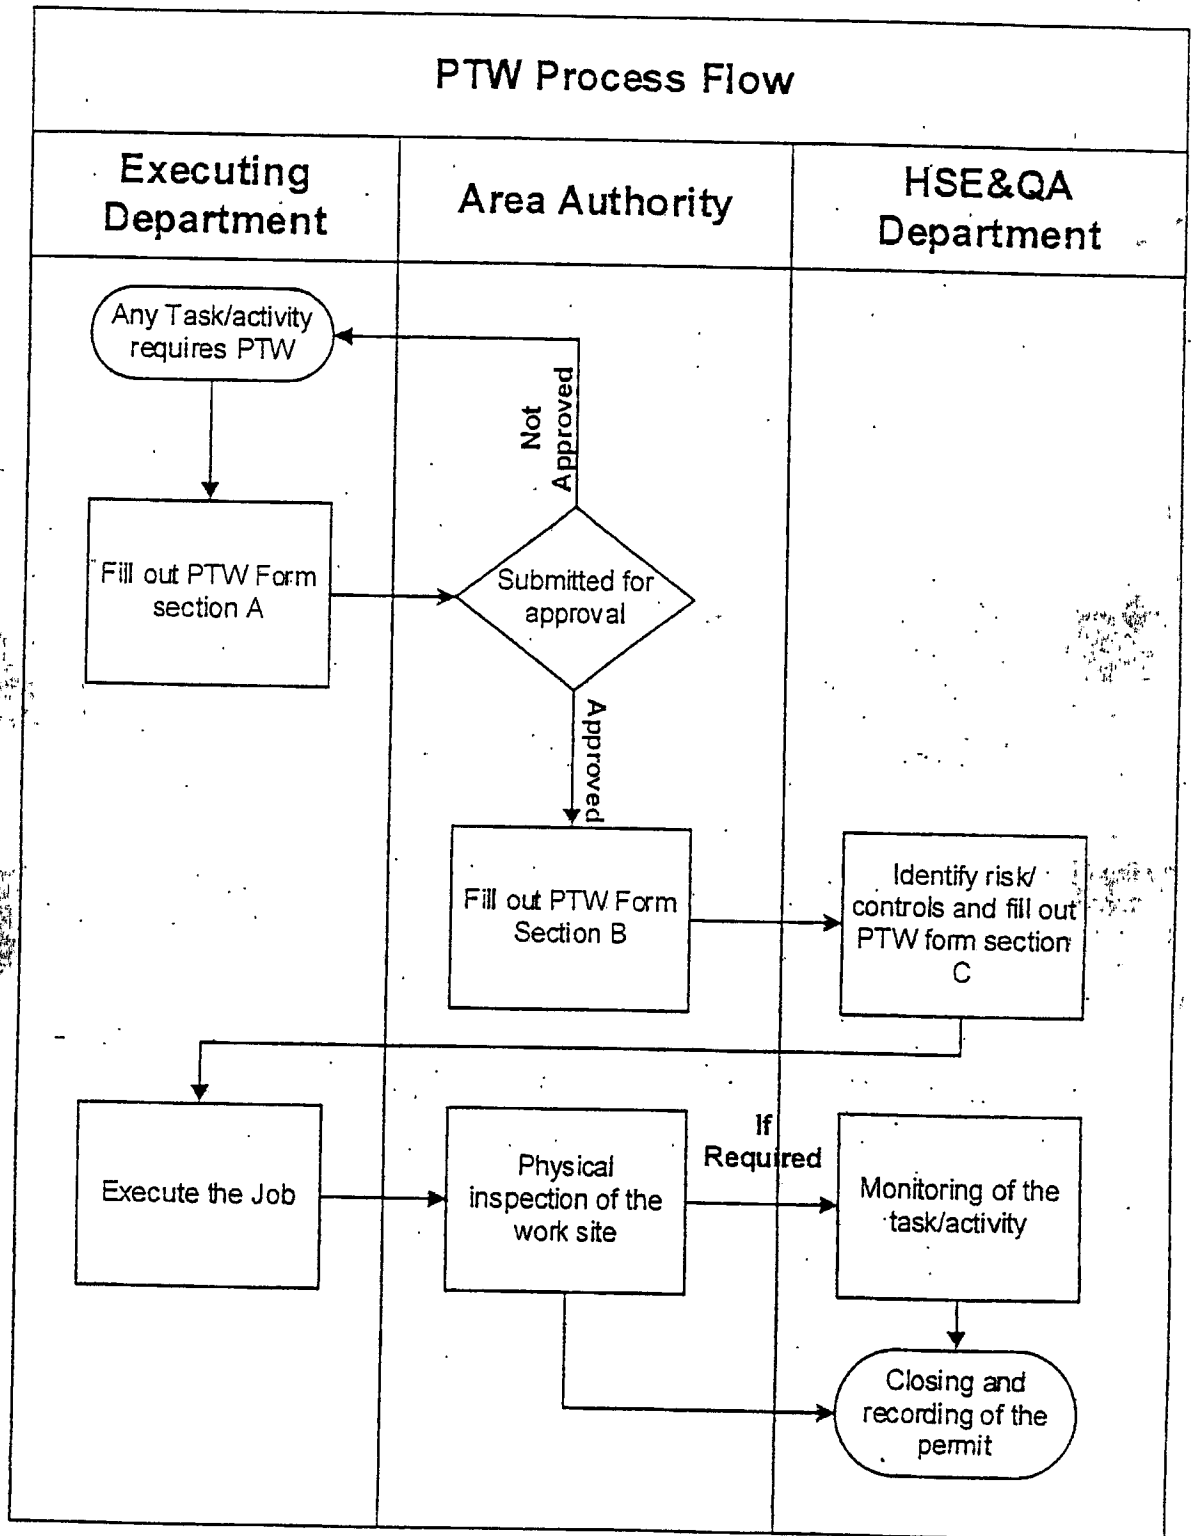 PTW Process Flow
Executing
Department
Area Authority
HSE&QA
Department
Any Task/activity
requires PTW
Not
Approved
Fill out PTW Form
section A
Submitted for
approval
Approved
Fill out PTW Form
Section B
Identify risk/
controls and fill out
PTW form section
C
Execute the Job
Physical
inspection of the
work site
If
Required
Monitoring of the
task/activity
Closing and
recording of the
permit